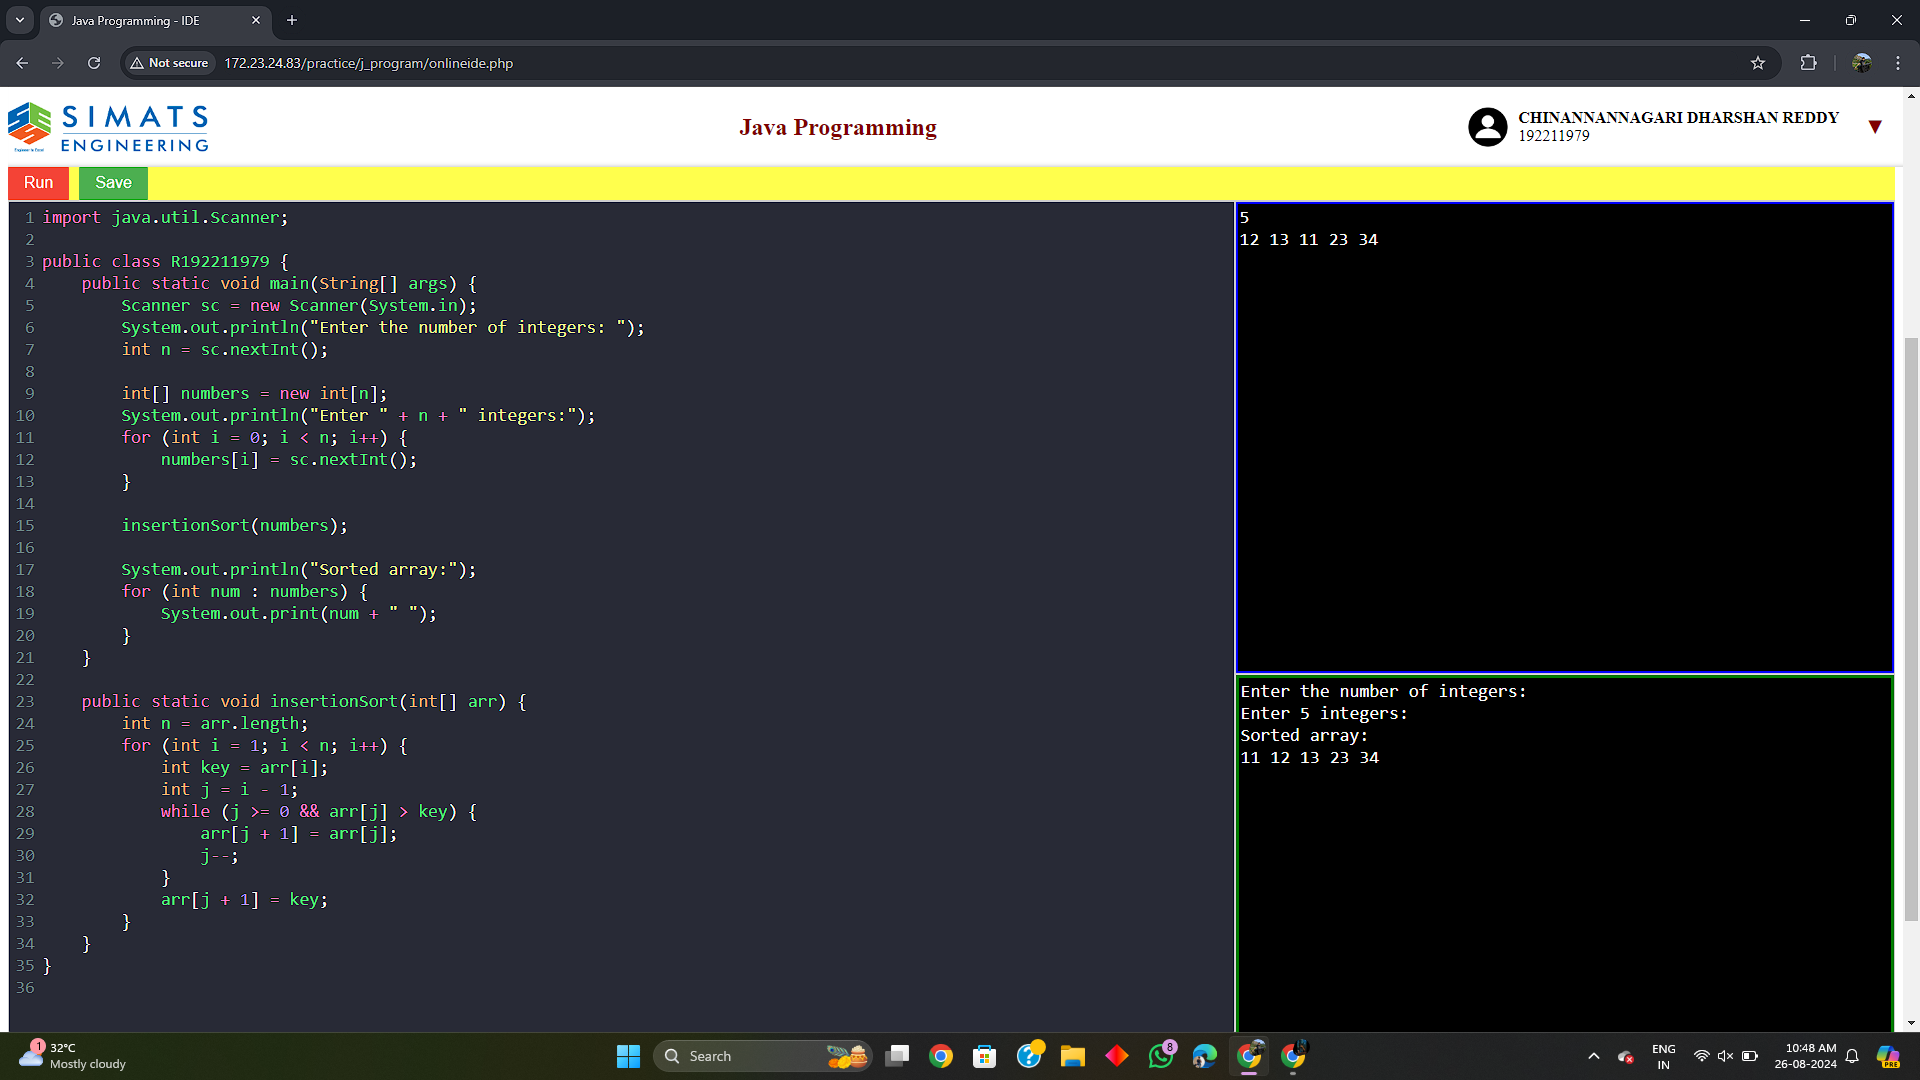 Java Programming - IDE
Not secure
172.23.24.83/practice/j_program/onlineide.php
SIMATS
ENGINEERING
Java Programming
CHINANNANNAGARI DHARSHAN REDDY
192211979
Run
Save
1 import java.util.Scanner;
2
3 public class R192211979 {
4     public static void main(String[] args) {
5         Scanner sc = new Scanner(System.in);
6         System.out.println("Enter the number of integers: ");
7         int n = sc.nextInt();
8
9         int[] numbers = new int[n];
10         System.out.println("Enter " + n + " integers:");
11         for (int i = 0; i < n; i++) {
12             numbers[i] = sc.nextInt();
13         }
14
15         insertionSort(numbers);
16
17         System.out.println("Sorted array:");
18         for (int num : numbers) {
19             System.out.print(num + " ");
20         }
21     }
22
23     public static void insertionSort(int[] arr) {
24         int n = arr.length;
25         for (int i = 1; i < n; i++) {
26             int key = arr[i];
27             int j = i - 1;
28             while (j >= 0 && arr[j] > key) {
29                 arr[j + 1] = arr[j];
30                 j--;
31             }
32             arr[j + 1] = key;
33         }
34     }
35 }
36
5
12 13 11 23 34
Enter the number of integers:
Enter 5 integers:
Sorted array:
11 12 13 23 34
1
32°C
Mostly cloudy
Search
8
ENG
IN
10:48 AM
26-08-2024
PRE